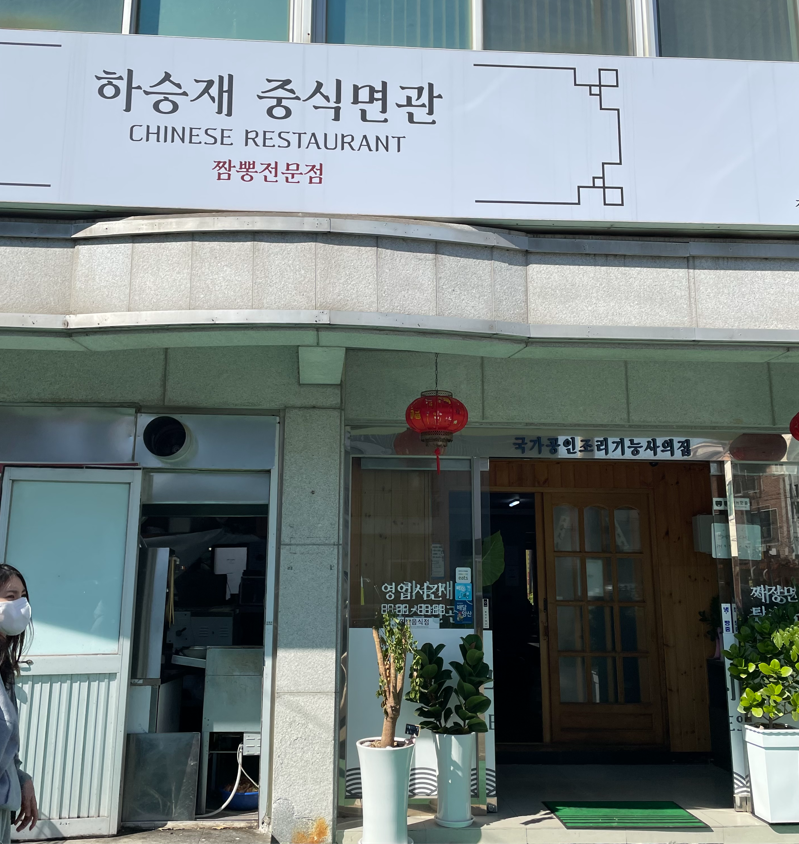 하승재 중식면관
CHINESE RESTAURANT
짬뽕전문점
국가공인조리기능사의집
영업시간
짜장면